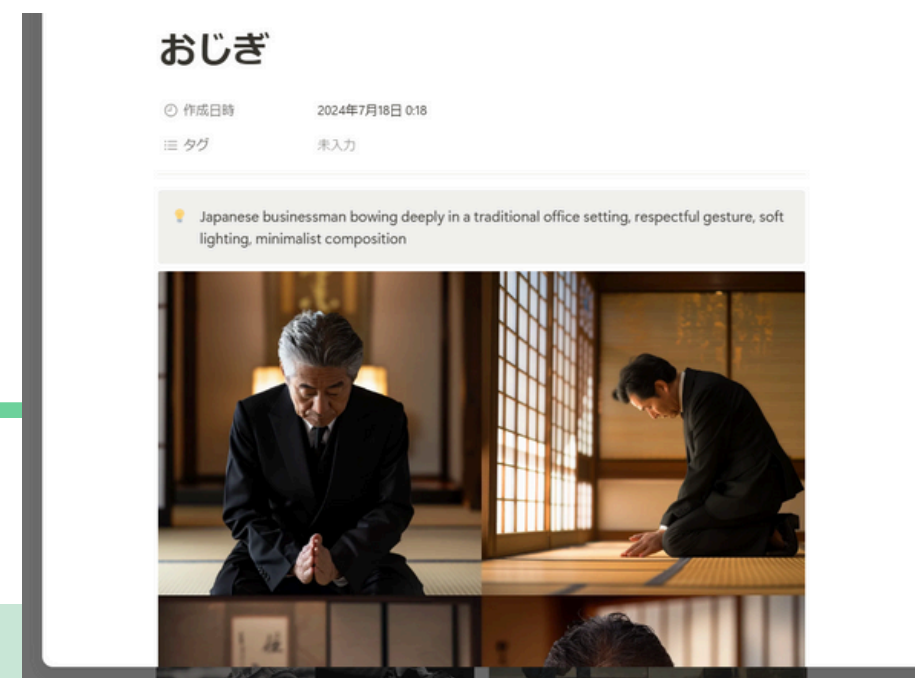 おじぎ
作成日時 2024年7月18日 0:18
タグ 未入力
Japanese businessman bowing deeply in a traditional office setting, respectful gesture, soft
lighting, minimalist composition